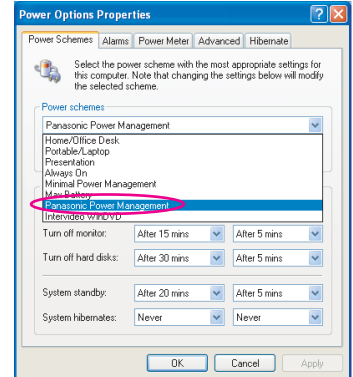 Power Options Properties
Power Schemes Alarms Power Meter Advanced Hibernate
Select the power scheme with the most appropriate settings for
this computer. Note that changing the settings below will modify
the selected scheme.
Power schemes
Panasonic Power Management
Home/Office Desk
Portable/Laptop
Presentation
Always On
Minimal Power Management
Max Battery
Panasonic Power Management
Intervideo WinDVD
Turn off monitor: After 15 mins After 5 mins
Turn off hard disks: After 30 mins After 5 mins
System standby: After 20 mins After 5 mins
System hibernates: Never Never
OK Cancel Apply